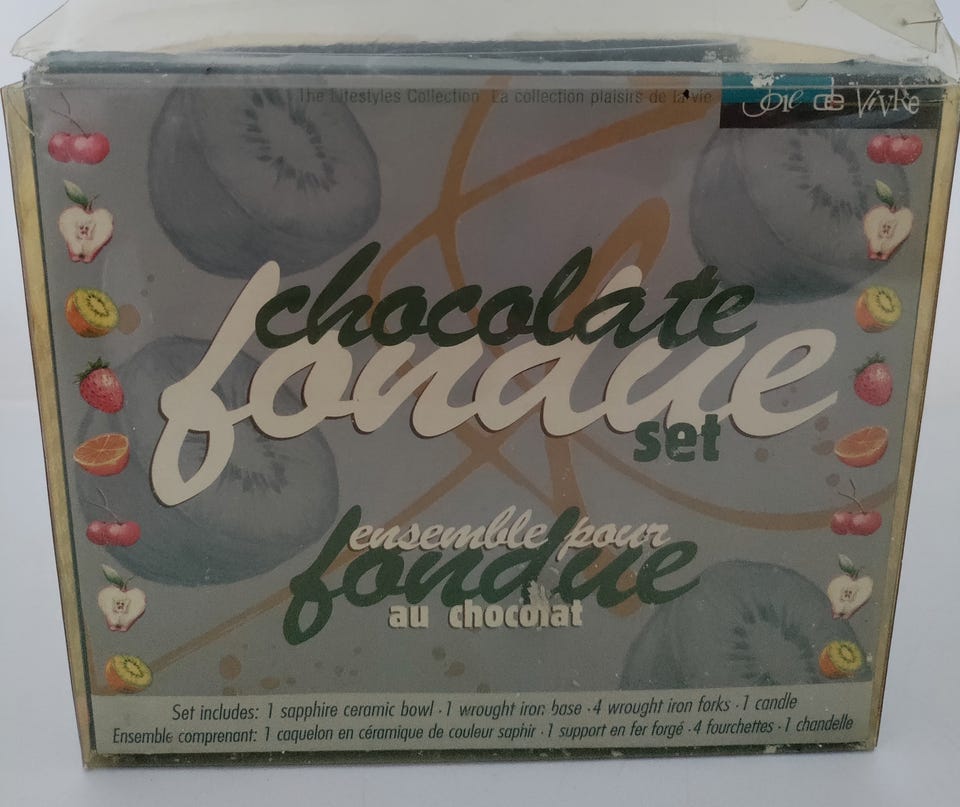 The Lifestyles Collection La collection plaisirs de la vie
Joie de Vivre
chocolate
fondue
set
ensemble pour
fondue
au chocolat
Set includes: 1 sapphire ceramic bowl · 1 wrought iron base · 4 wrought iron forks · 1 candle
Ensemble comprenant: 1 caquelon en céramique de couleur saphir · 1 support en fer forgé · 4 fourchettes · 1 chandelle